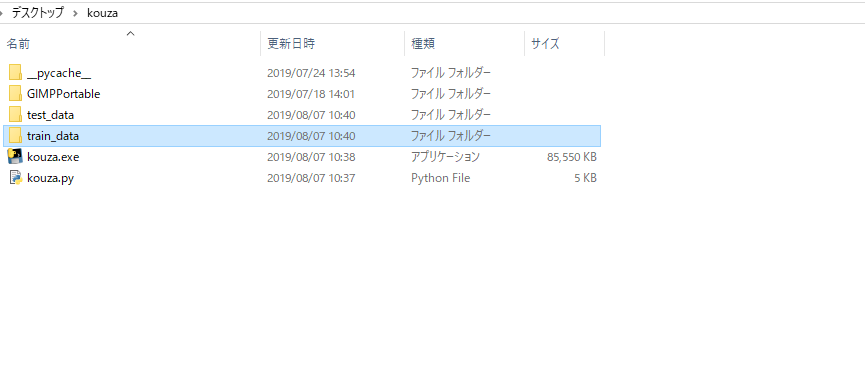 デスクトップ > kouza
名前 更新日時 種類 サイズ
__pycache__ 2019/07/24 13:54 ファイル フォルダー
GIMPPortable 2019/07/18 14:01 ファイル フォルダー
test_data 2019/08/07 10:40 ファイル フォルダー
train_data 2019/08/07 10:40 ファイル フォルダー
kouza.exe 2019/08/07 10:38 アプリケーション 85,550 KB
kouza.py 2019/08/07 10:37 Python File 5 KB